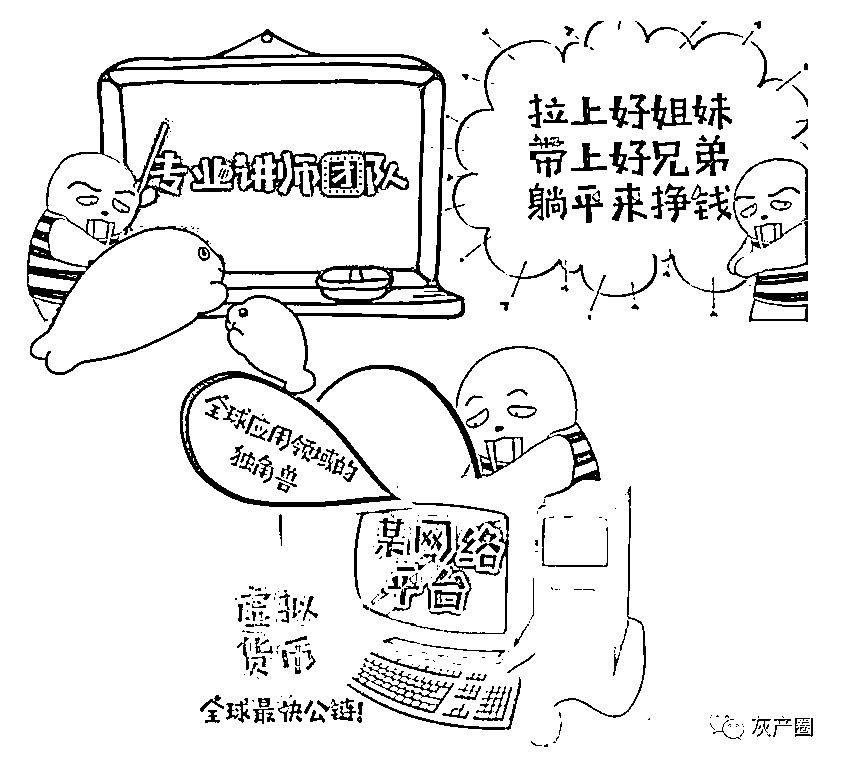 专业讲师团队
拉上好姐妹
带上好兄弟
躺平来挣钱
全球应用领域的
独角兽
某网络
平台
虚拟
货币
全球最快公链!
灰产圈